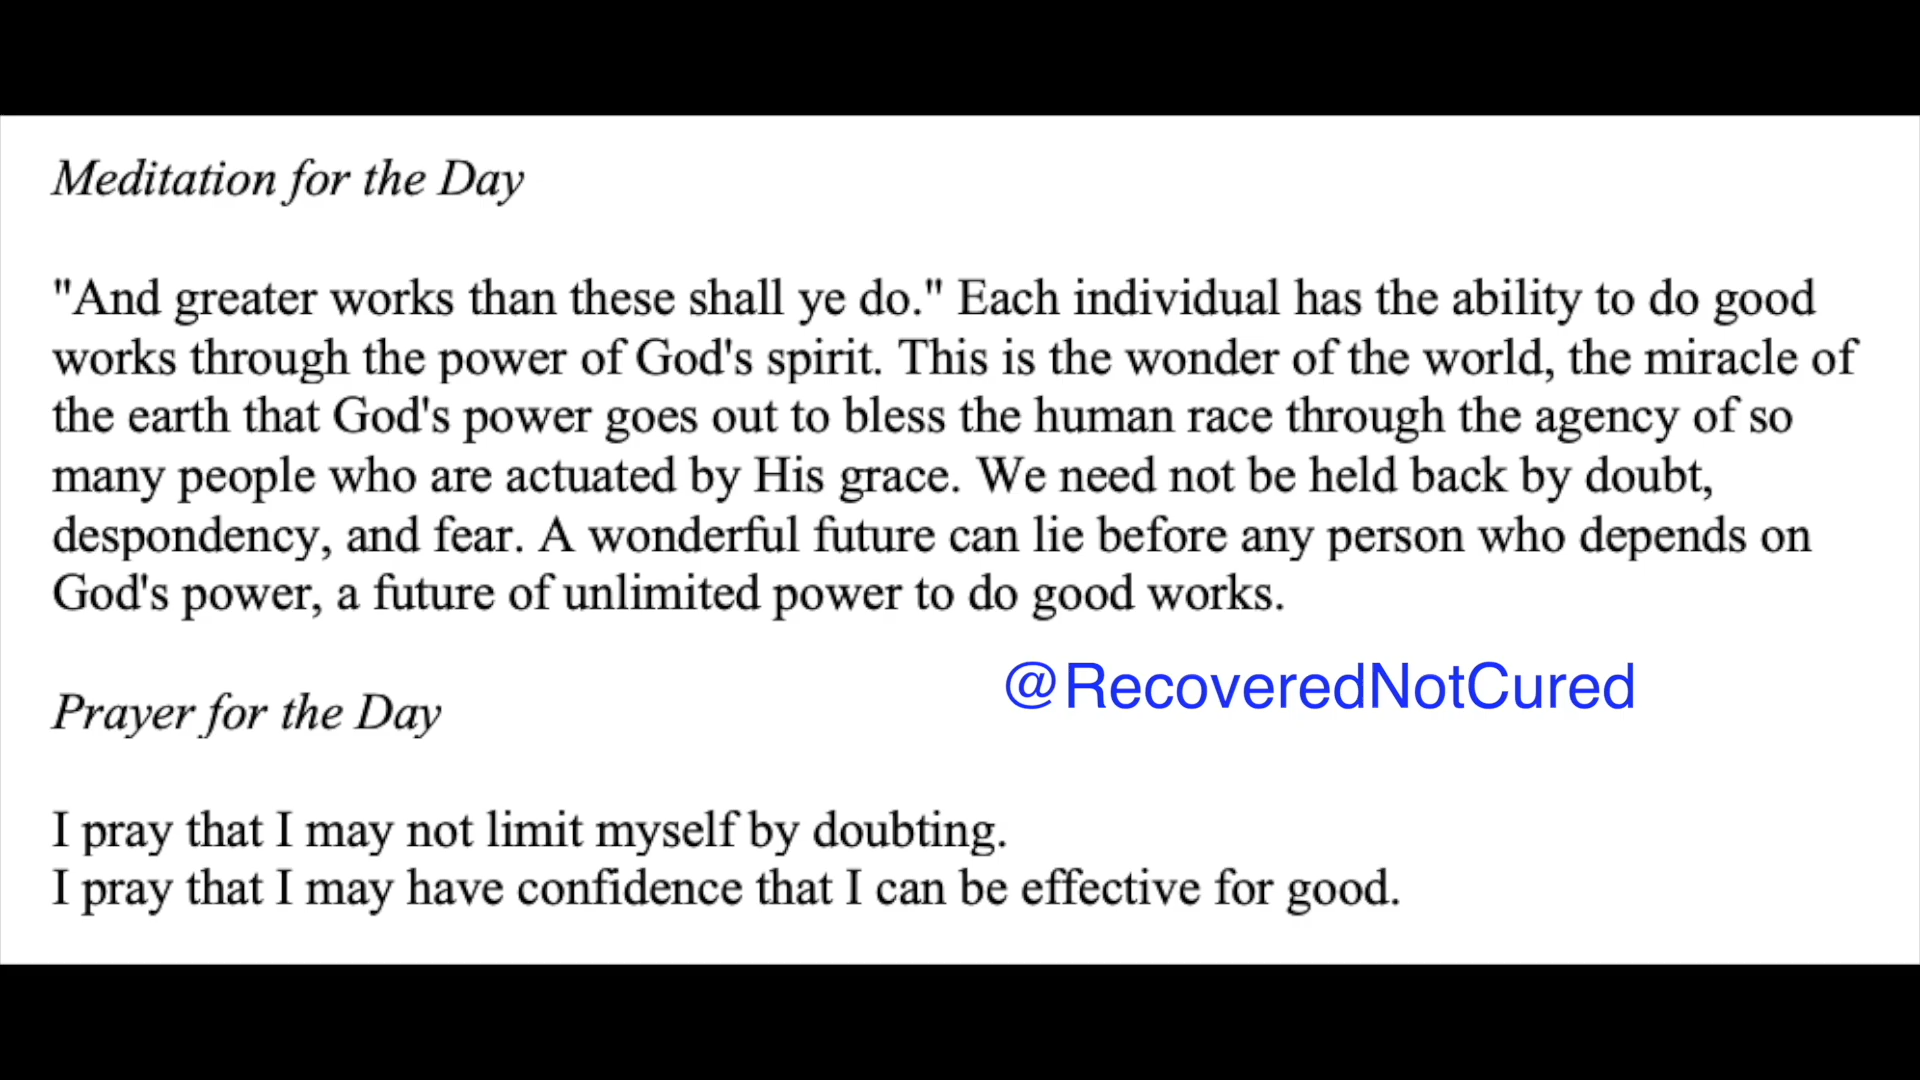 Meditation for the Day
"And greater works than these shall ye do." Each individual has the ability to do good
works through the power of God's spirit. This is the wonder of the world, the miracle of
the earth that God's power goes out to bless the human race through the agency of so
many people who are actuated by His grace. We need not be held back by doubt,
despondency, and fear. A wonderful future can lie before any person who depends on
God's power, a future of unlimited power to do good works.
@RecoveredNotCured
Prayer for the Day
I pray that I may not limit myself by doubting.
I pray that I may have confidence that I can be effective for good.